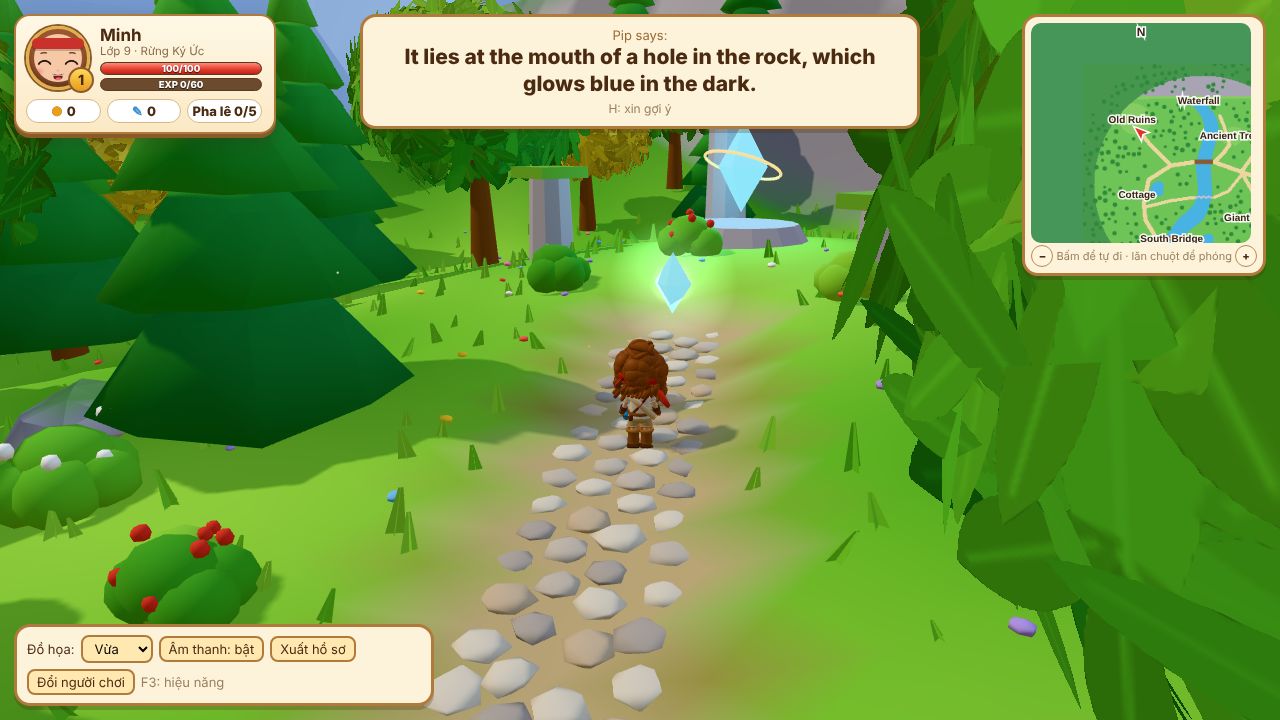 Minh
Lớp 9 · Rừng Ký Ức
100/100
1
EXP 0/60
0
0
Pha lê 0/5
Pip says:
It lies at the mouth of a hole in the rock, which
glows blue in the dark.
H: xin gợi ý
N
Waterfall
Old Ruins
Ancient Tre
Cottage
Giant
South Bridge
− Bấm để tự đi · lăn chuột để phóng +
Đồ họa: Vừa Âm thanh: bật Xuất hồ sơ
Đổi người chơi F3: hiệu năng